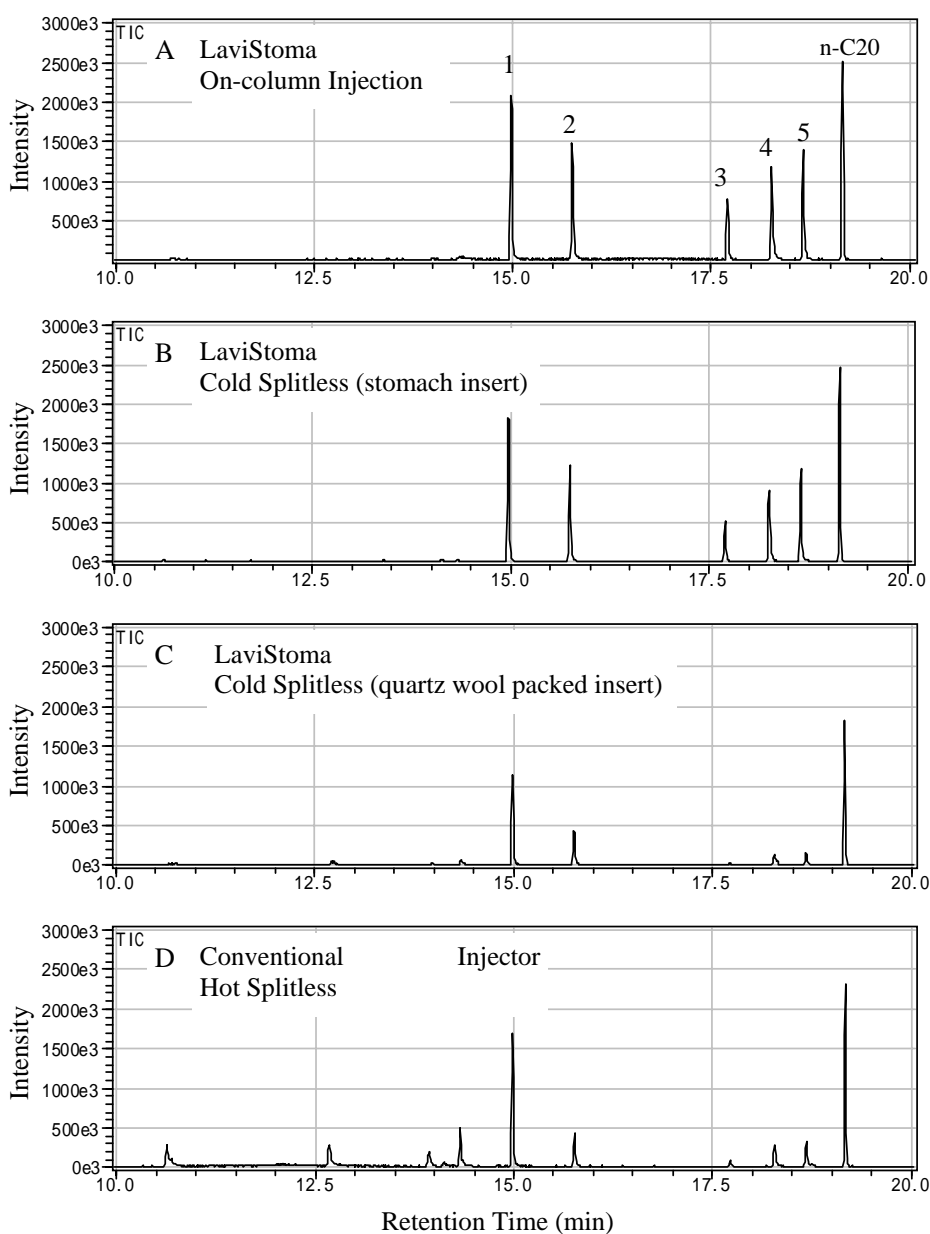 3000e3
TIC
A LaviStoma
On-column Injection
1
2
3
4
5
n-C20
2500e3
2000e3
1500e3
1000e3
500e3
Intensity
10.0 12.5 15.0 17.5 20.0
3000e3
TIC
B LaviStoma
Cold Splitless (stomach insert)
2500e3
2000e3
1500e3
1000e3
500e3
0e3
Intensity
10.0 12.5 15.0 17.5 20.0
3000e3
TIC
C LaviStoma
Cold Splitless (quartz wool packed insert)
2500e3
2000e3
1500e3
1000e3
500e3
0e3
Intensity
10.0 12.5 15.0 17.5 20.0
3000e3
TIC
D Conventional Injector
Hot Splitless
2500e3
2000e3
1500e3
1000e3
500e3
0e3
Intensity
10.0 12.5 15.0 17.5 20.0
Retention Time (min)